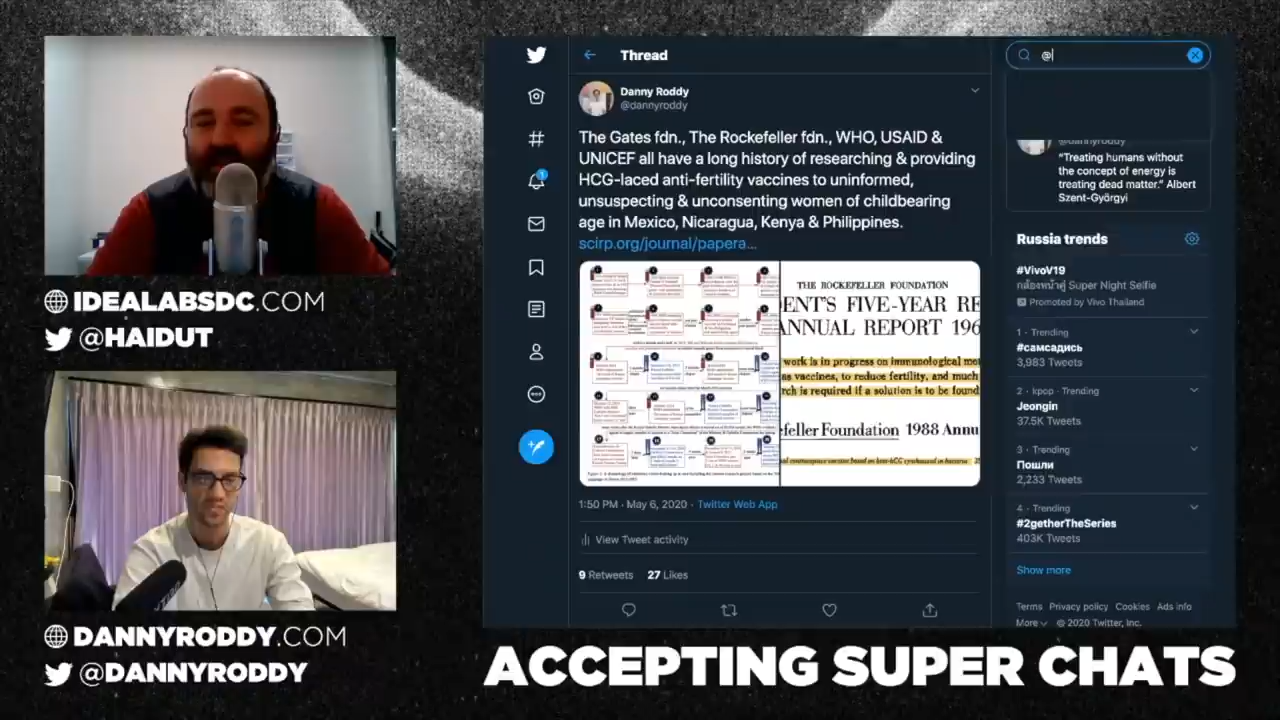 IDEALABSDC.COM
@HAIDUT
DANNYRODDY.COM
@DANNYRODDY
Thread
Danny Roddy
@dannyroddy
The Gates fdn., The Rockefeller fdn., WHO, USAID &
UNICEF all have a long history of researching & providing
HCG-laced anti-fertility vaccines to uninformed,
unsuspecting & unconsenting women of childbearing
age in Mexico, Nicaragua, Kenya & Philippines.
scirp.org/journal/papera...
THE ROCKEFELLER FOUNDATION
ENT'S FIVE-YEAR RE
ANNUAL REPORT 196
work is in progress on immunological me
as vaccines, to reduce fertility, and much
rch is required if a solution is to be found
efeller Foundation 1988 Annu
1:50 PM · May 6, 2020 · Twitter Web App
View Tweet activity
9 Retweets 27 Likes
@
@dannyroddy
"Treating humans without
the concept of energy is
treating dead matter." Albert
Szent-Györgyi
Russia trends
#VivoV19
กล้องหน้าคู่ Super Night Selfie
Promoted by Vivo Thailand
1 · Trending
#самсадись
3,983 Tweets
2 · kpop · Trending
Jeongin
37.5K Tweets
3 · Trending
Пошли
2,233 Tweets
4 · Trending
#2getherTheSeries
403K Tweets
Show more
Terms Privacy policy Cookies Ads info
More © 2020 Twitter, Inc.
ACCEPTING SUPER CHATS